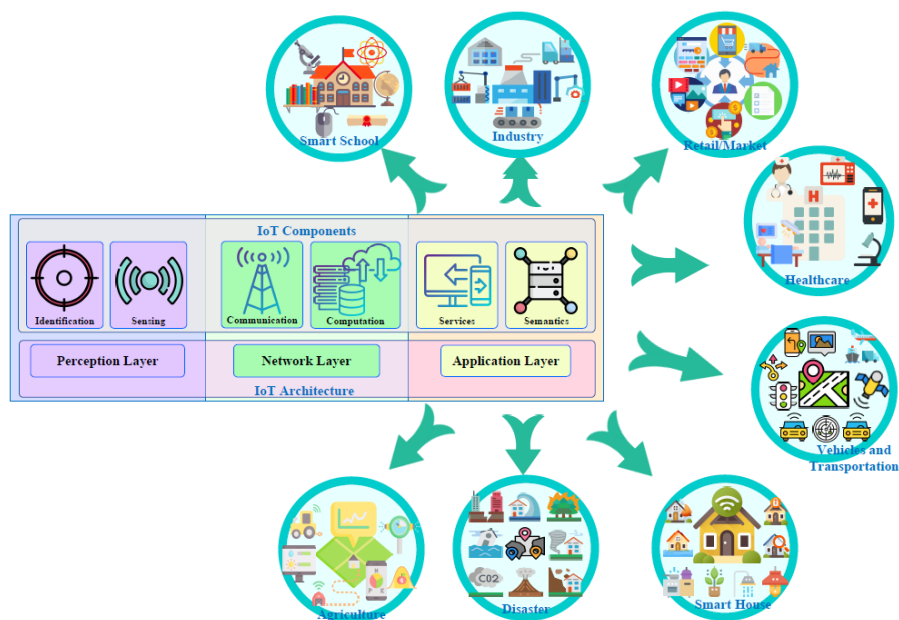 Smart School
Industry
Retail/Market
IoT Components
Identification
Sensing
Communication
Computation
Services
Semantics
Perception Layer
Network Layer
Application Layer
IoT Architecture
H
Healthcare
Vehicles and
Transportation
CO2
Agriculture
Disaster
Smart House